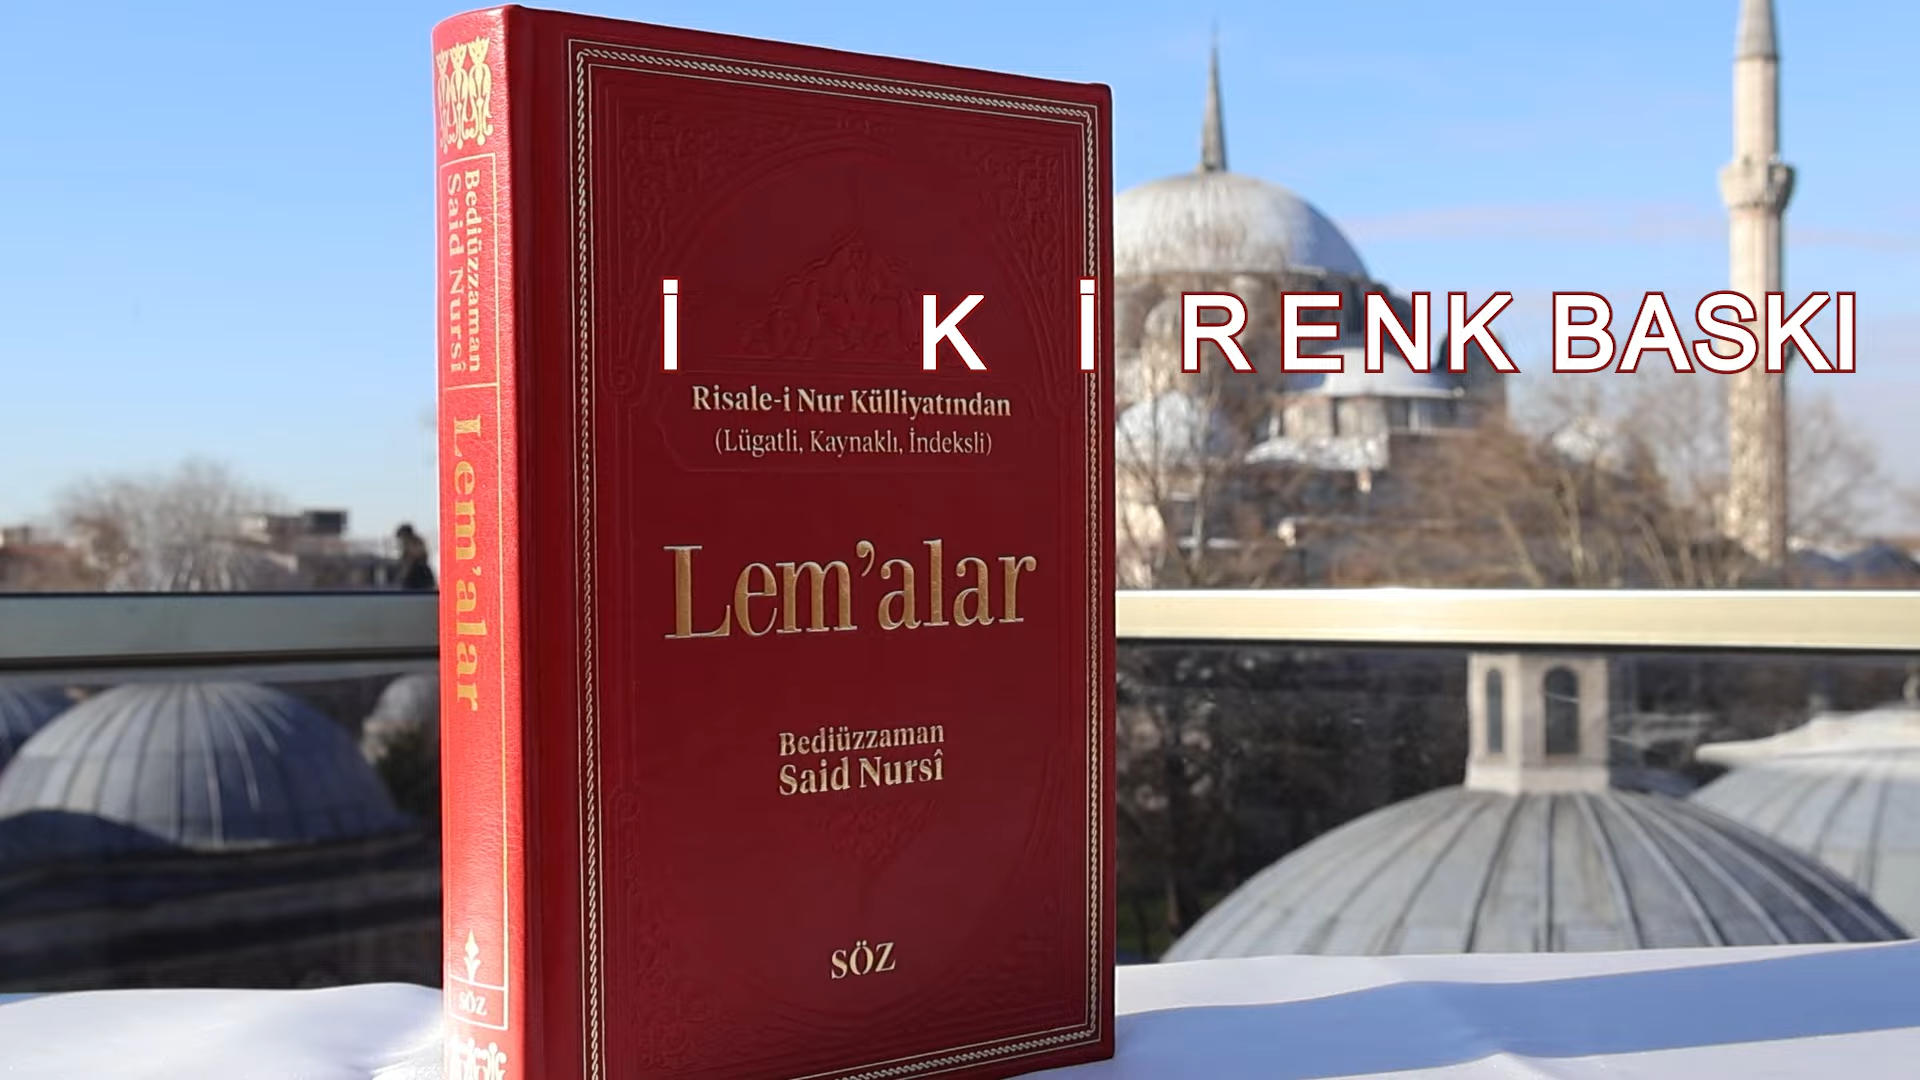 İ K İ RENK BASKI
Risale-i Nur Külliyatından
(Lügatli, Kaynaklı, İndeksli)
Lem'alar
Bediüzzaman
Said Nursî
SÖZ
Bediüzzaman
Said Nursî
Lem'alar
SÖZ